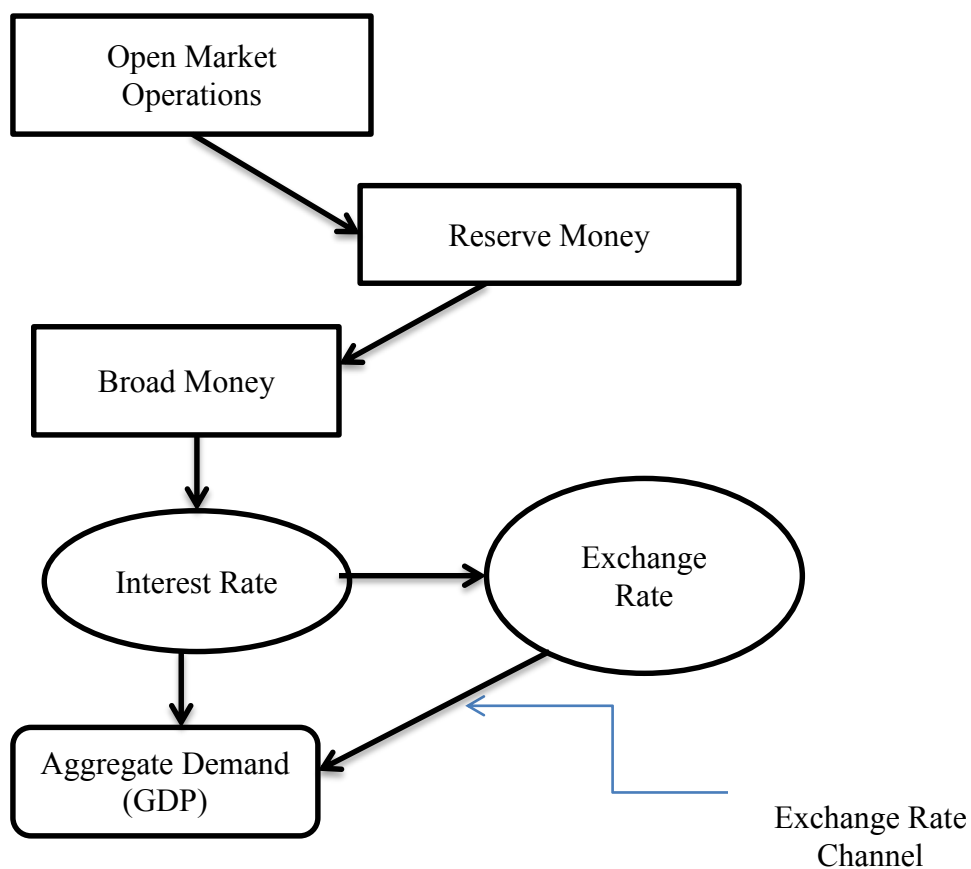 Open Market
Operations
Reserve Money
Broad Money
Interest Rate
Exchange
Rate
Aggregate Demand
(GDP)
Exchange Rate
Channel